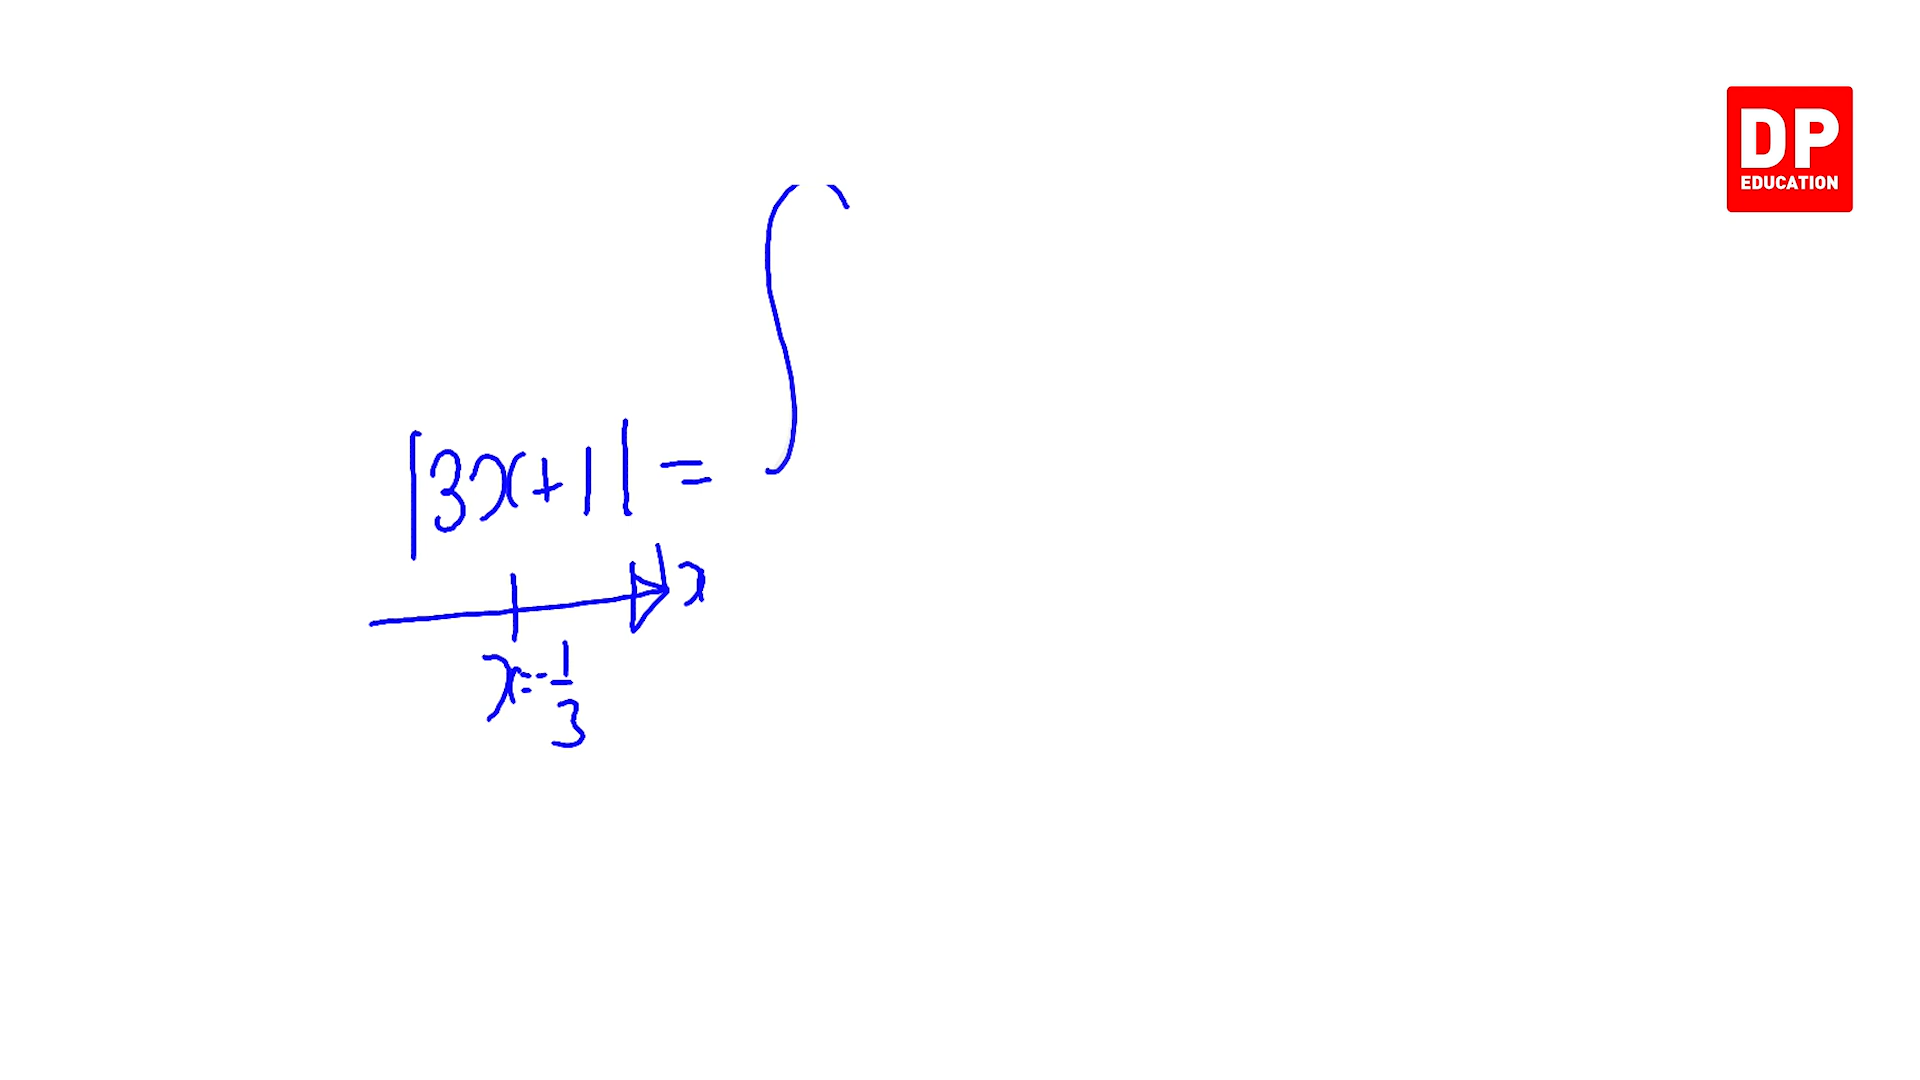 DP
EDUCATION
|3x+1| =
x
x=-1/3